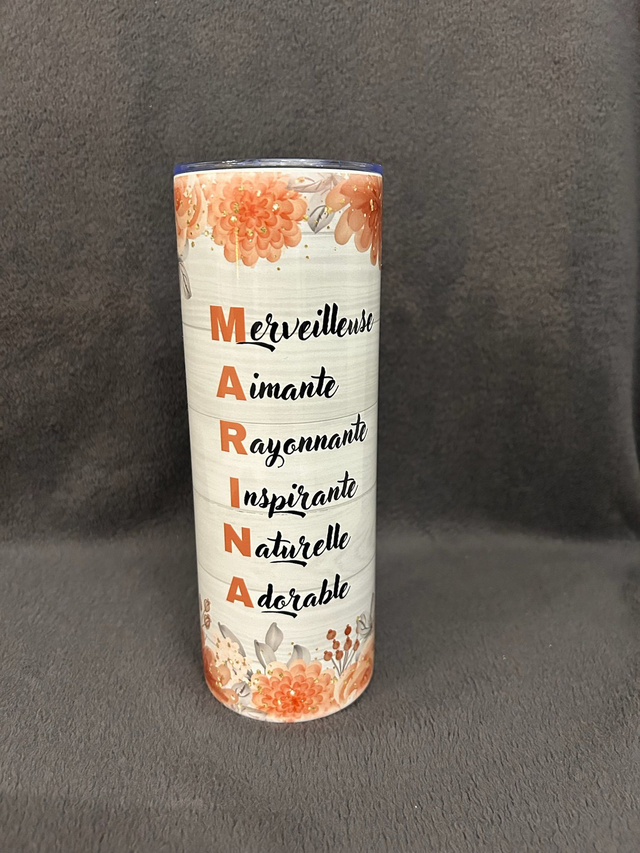 Merveilleuse
Aimante
Rayonnante
Inspirante
Naturelle
Adorable